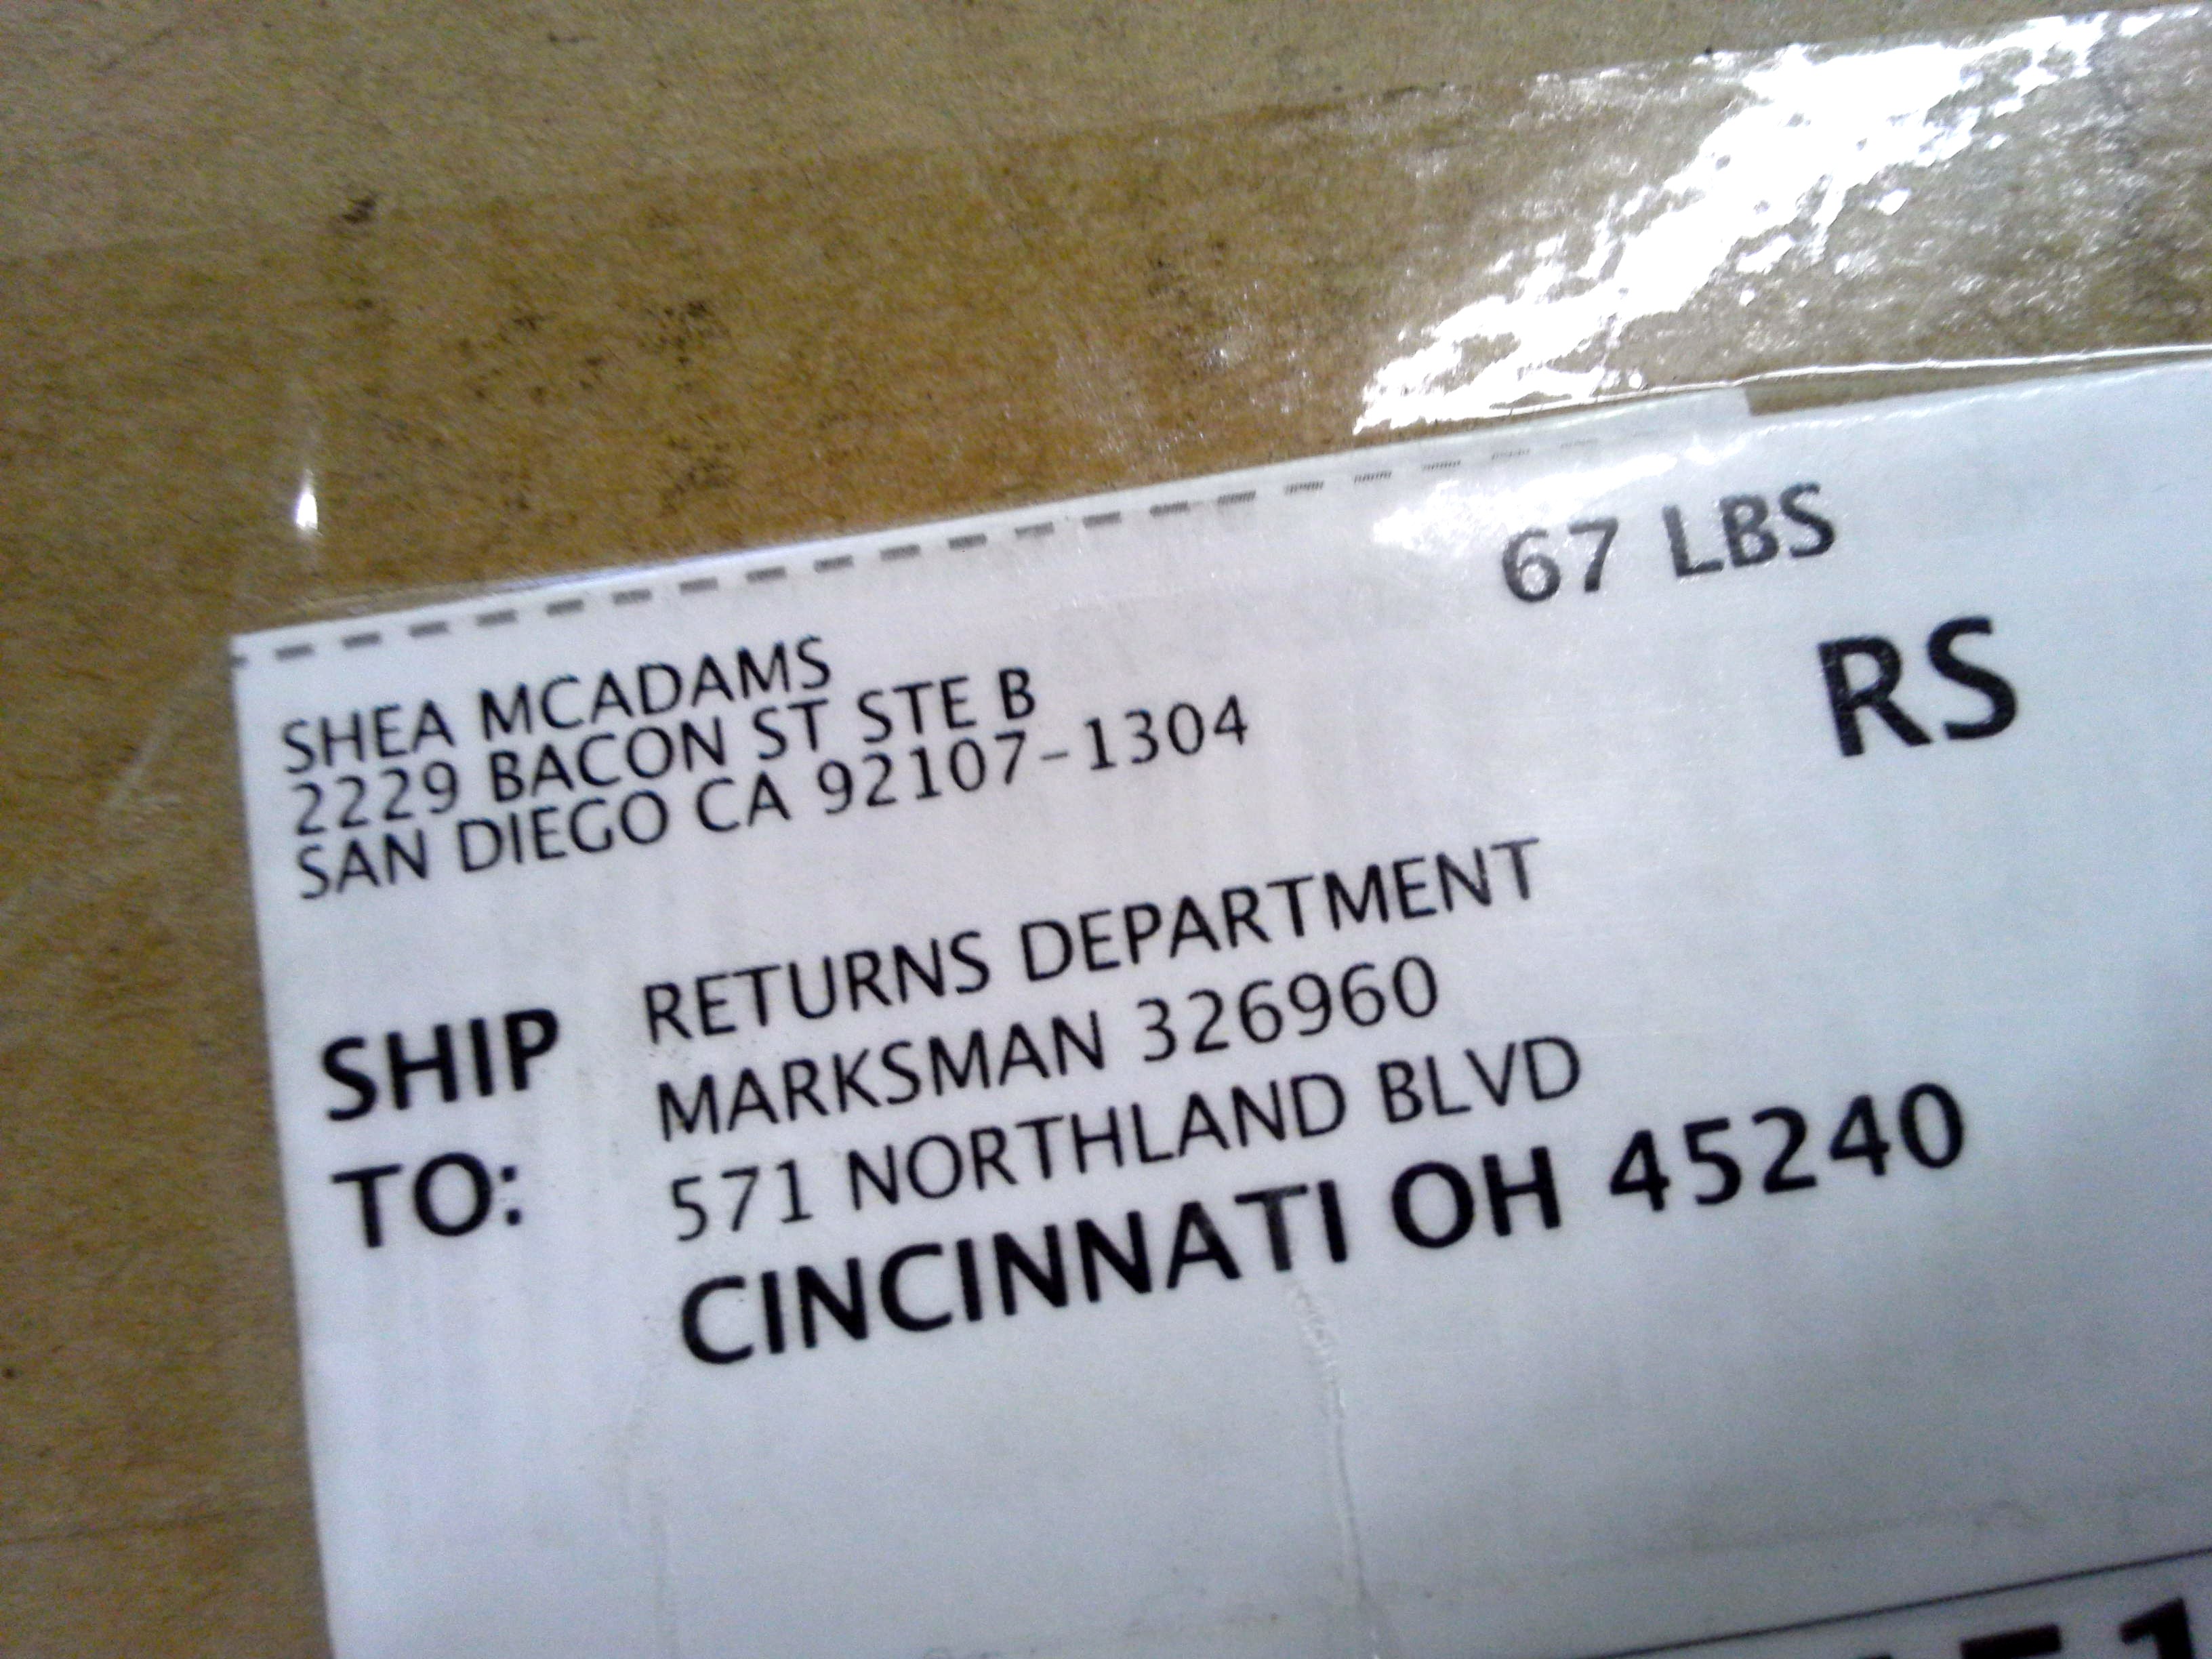 67 LBS
RS
SHEA MCADAMS
2229 BACON ST STE B
SAN DIEGO CA 92107-1304
SHIP TO:
RETURNS DEPARTMENT
MARKSMAN 326960
571 NORTHLAND BLVD
CINCINNATI OH 45240